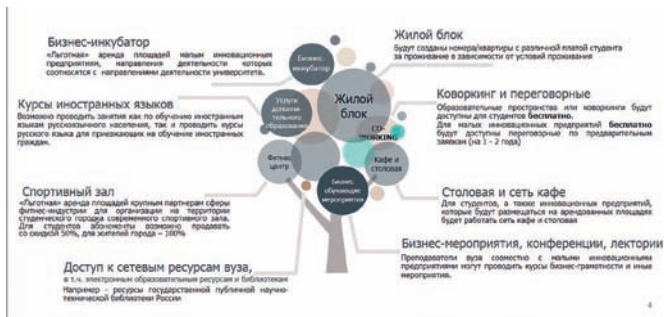 Бизнес-инкубатор
«Льготная» аренда площадей малым инновационным
предприятиям, направления деятельности которых
соотносятся с направлениями деятельности университета.
Курсы иностранных языков
Возможно проводить занятия как по обучению иностранным
языкам русскоязычного населения, так и проводить курсы
русского языка для приезжающих на обучение иностранных
граждан.
Спортивный зал
«Льготная» аренда площадей крупным партнерам сферы
фитнес-индустрии для организации на территории
студенческого городка современного спортивного зала.
Для студентов абонементы возможно продавать
со скидкой 50%, для жителей города – 100%
Доступ к сетевым ресурсам вуза,
в т.ч. электронным образовательным ресурсам и библиотекам
Например - ресурсы государственной публичной научно-
технической библиотеки России
Бизнес-
инкубатор
Услуги
дополни-
тельного
образования
Жилой
блок
CO-
WORKING
Фитнес
центр
Кафе и
столовая
Бизнес
обучающие
мероприятия
Жилой блок
Будут созданы номера/квартиры с различной платой студента
за проживание в зависимости от условий проживания
Коворкинг и переговорные
Образовательные пространства или коворкинги будут
доступны для студентов бесплатно.
Для малых инновационных предприятий бесплатно
будут доступны переговорные по предварительным
заявкам (на 1 - 2 года)
Столовая и сеть кафе
Для студентов, а также инновационных предприятий,
которые будут размещаться на арендованных площадях
будет работать сеть кафе и столовая
Бизнес-мероприятия, конференции, лектории
Преподаватели вуза совместно с малыми инновационными
предприятиями могут проводить курсы бизнес-грамотности и иные
мероприятия.
4